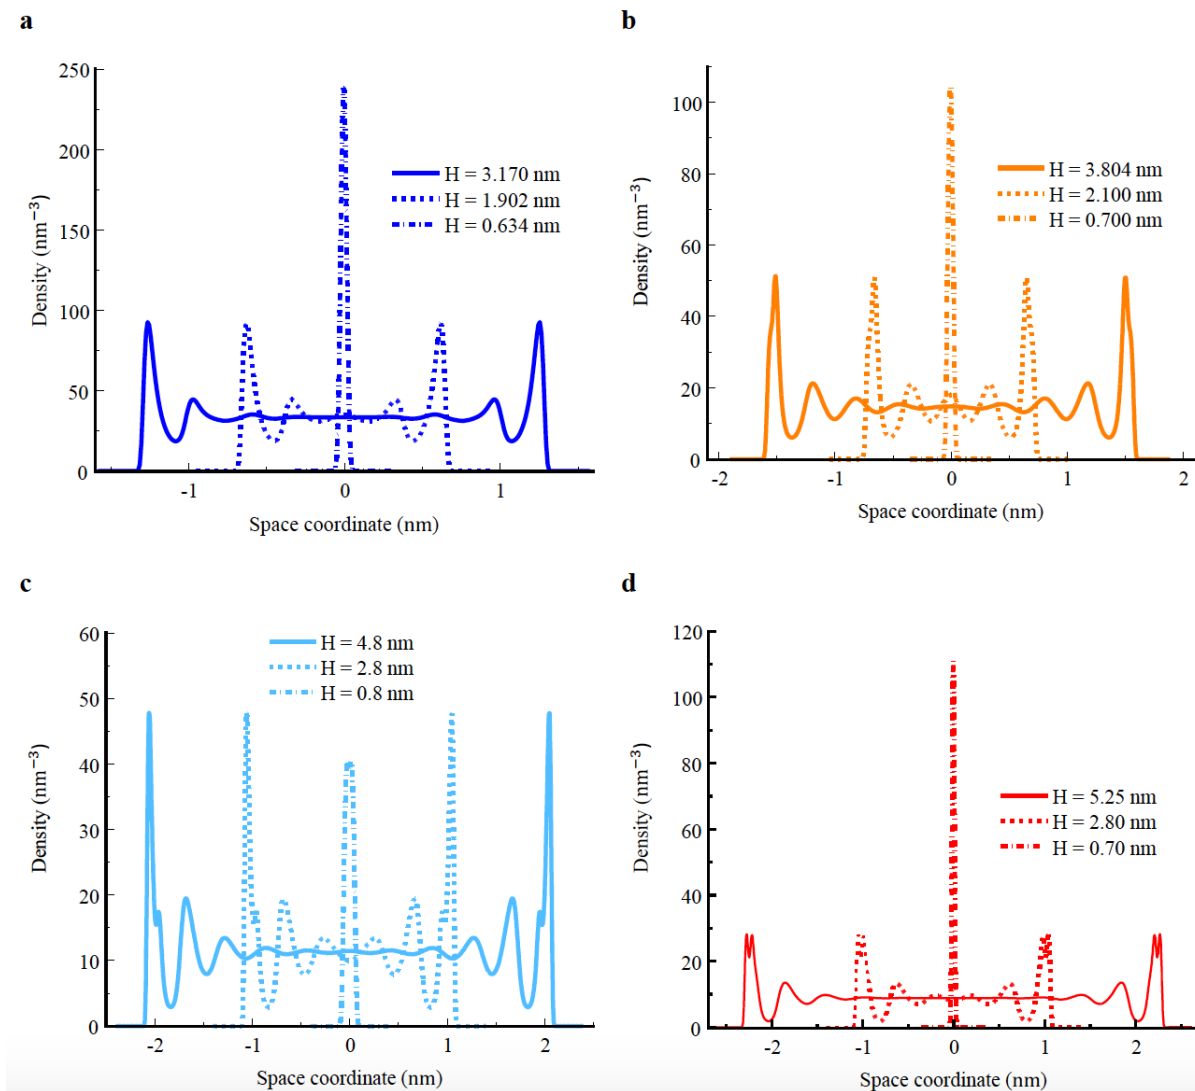 a
250
200
150
100
50
0
Density (nm⁻³)
H = 3.170 nm
H = 1.902 nm
H = 0.634 nm
-1 0 1
Space coordinate (nm)
b
100
80
60
40
20
0
Density (nm⁻³)
H = 3.804 nm
H = 2.100 nm
H = 0.700 nm
-2 -1 0 1 2
Space coordinate (nm)
c
60
50
40
30
20
10
0
Density (nm⁻³)
H = 4.8 nm
H = 2.8 nm
H = 0.8 nm
-2 -1 0 1 2
Space coordinate (nm)
d
120
100
80
60
40
20
0
Density (nm⁻³)
H = 5.25 nm
H = 2.80 nm
H = 0.70 nm
-2 -1 0 1 2
Space coordinate (nm)